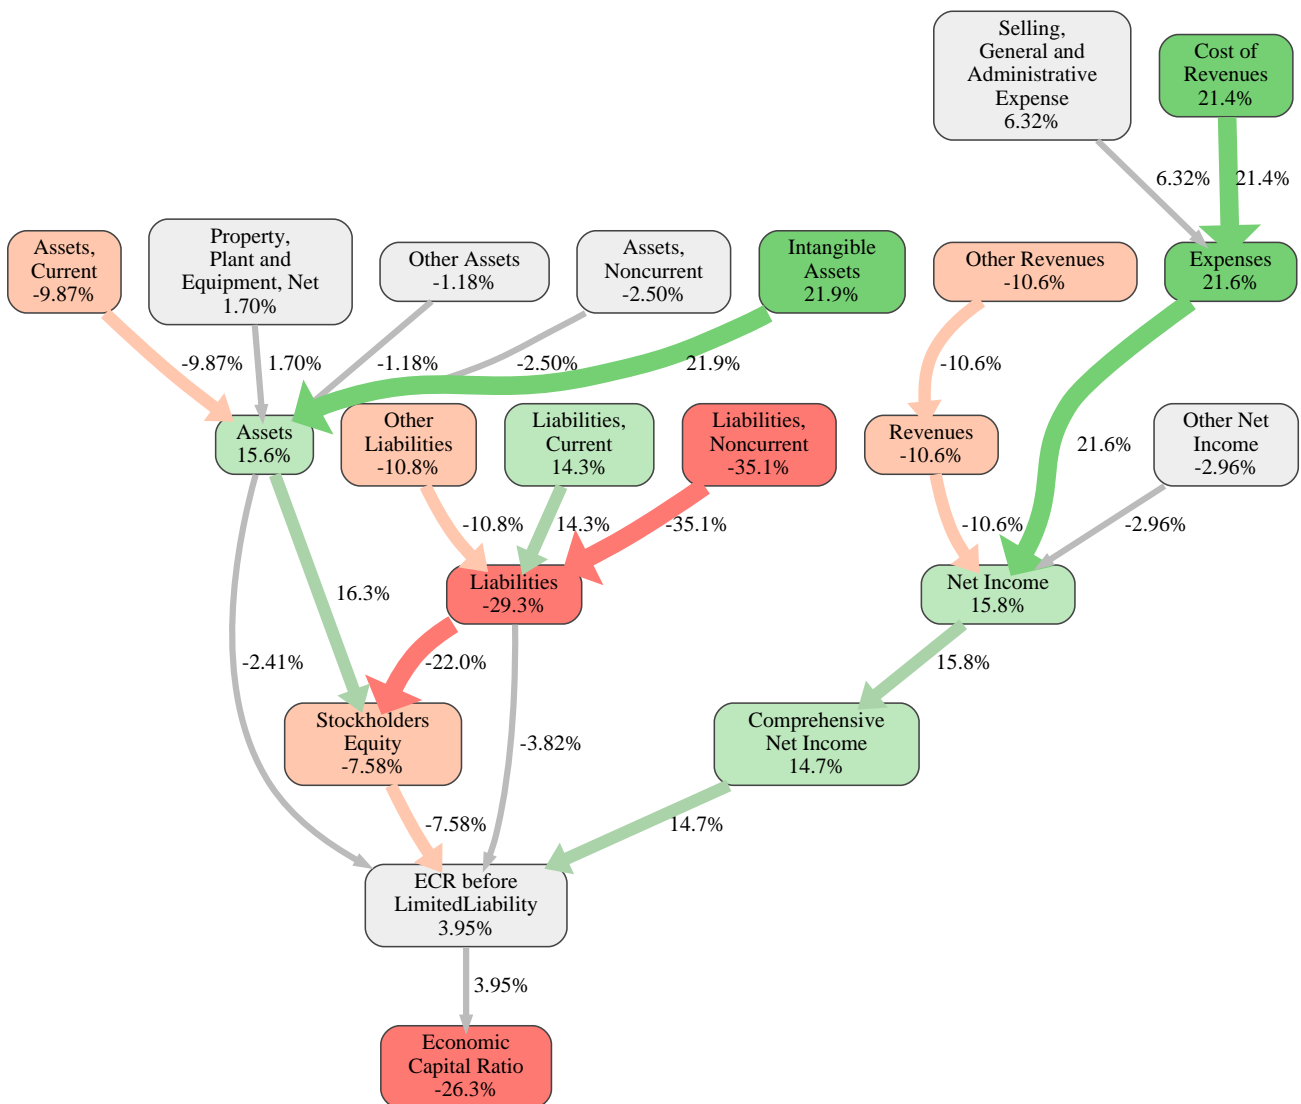 Selling,
General and
Administrative
Expense
6.32%
Cost of
Revenues
21.4%
6.32%
21.4%
Assets,
Current
-9.87%
Property,
Plant and
Equipment, Net
1.70%
Other Assets
-1.18%
Assets,
Noncurrent
-2.50%
Intangible
Assets
21.9%
Other Revenues
-10.6%
Expenses
21.6%
-9.87%
1.70%
-1.18%
-2.50%
21.9%
-10.6%
Assets
15.6%
Other
Liabilities
-10.8%
Liabilities,
Current
14.3%
Liabilities,
Noncurrent
-35.1%
Revenues
-10.6%
21.6%
Other Net
Income
-2.96%
-10.8%
14.3%
-35.1%
-10.6%
-2.96%
16.3%
Liabilities
-29.3%
Net Income
15.8%
-2.41%
-22.0%
15.8%
Stockholders
Equity
-7.58%
-3.82%
Comprehensive
Net Income
14.7%
-7.58%
14.7%
ECR before
LimitedLiability
3.95%
3.95%
Economic
Capital Ratio
-26.3%